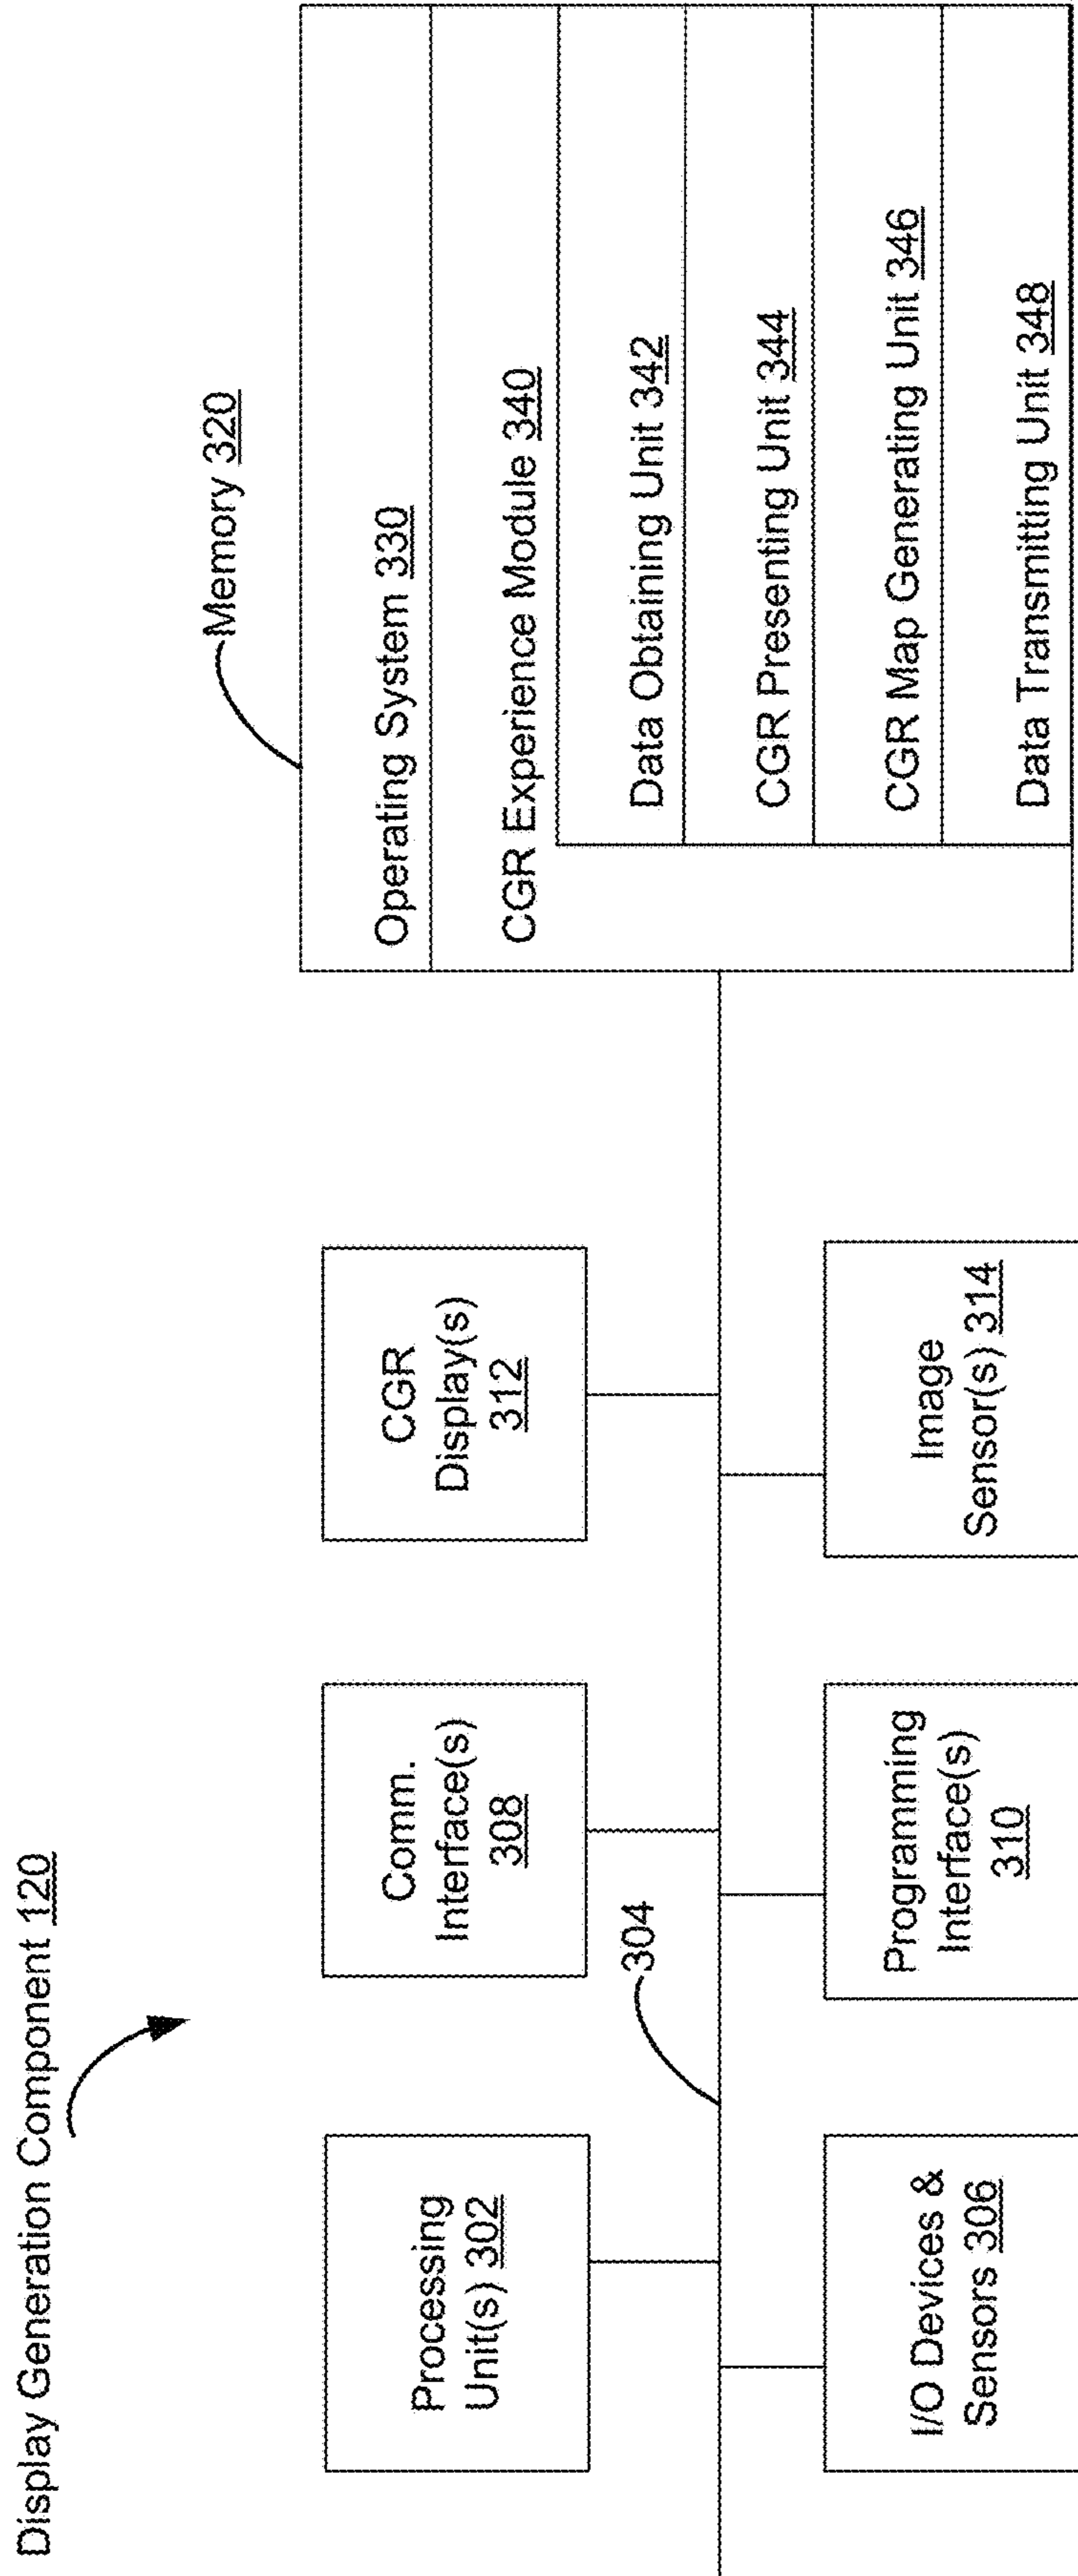 Display Generation Component 120
Processing
Unit(s) 302
Comm.
Interface(s)
308
CGR
Display(s)
312
304
I/O Devices &
Sensors 306
Programming
Interface(s)
310
Image
Sensor(s) 314
Memory 320
Operating System 330
CGR Experience Module 340
Data Obtaining Unit 342
CGR Presenting Unit 344
CGR Map Generating Unit 346
Data Transmitting Unit 348